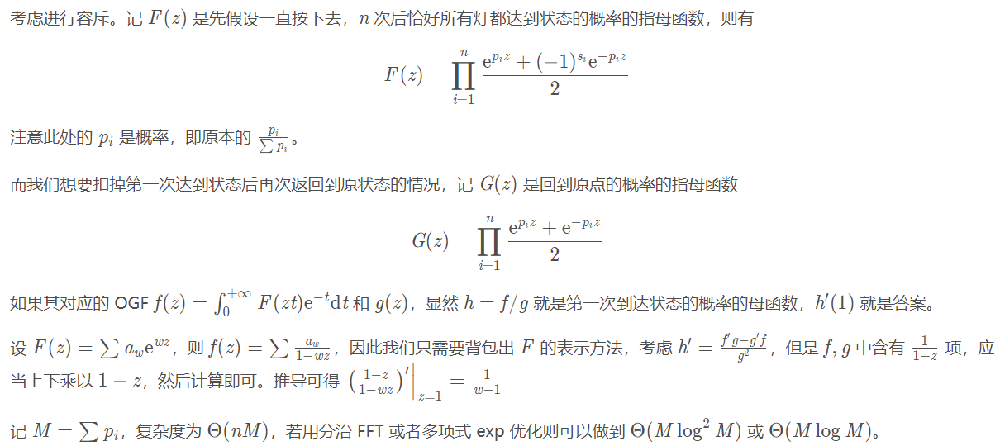 考虑进行容斥。记 F(z) 是先假设一直按下去，n 次后恰好所有灯都达到状态的概率的指母函数，则有
F(z) = \prod_{i=1}^{n} \frac{e^{p_i z} + (-1)^{s_i} e^{-p_i z}}{2}
注意此处的 p_i 是概率，即原本的 \frac{p_i}{\sum p_i}。
而我们想要扣掉第一次达到状态后再次返回到原状态的情况，记 G(z) 是回到原点的概率的指母函数
G(z) = \prod_{i=1}^{n} \frac{e^{p_i z} + e^{-p_i z}}{2}
如果其对应的 OGF f(z) = \int_0^{+\infty} F(zt)e^{-t}dt 和 g(z)，显然 h = f/g 就是第一次到达状态的概率的母函数，h'(1) 就是答案。
设 F(z) = \sum a_w e^{wz}，则 f(z) = \sum \frac{a_w}{1-wz}，因此我们只需要背包出 F 的表示方法，考虑 h' = \frac{f'g-g'f}{g^2}，但是 f, g 中含有 \frac{1}{1-z} 项，应
当上下乘以 1 − z，然后计算即可。推导可得 \left(\frac{1-z}{1-wz}\right)'\Big|_{z=1} = \frac{1}{w-1}
记 M = \sum p_i，复杂度为 Θ(nM)，若用分治 FFT 或者多项式 exp 优化则可以做到 Θ(M log² M) 或 Θ(M log M)。